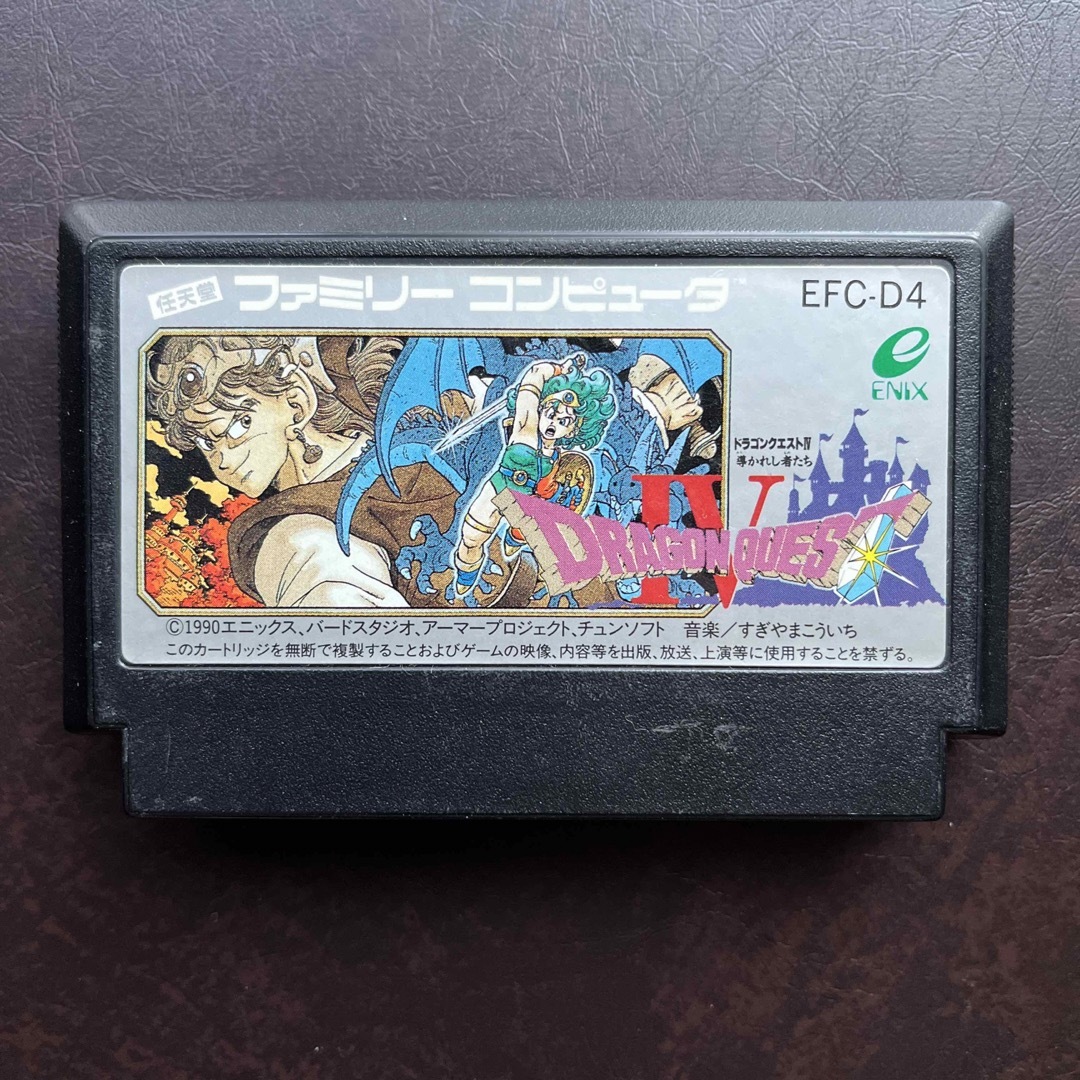 任天堂 ファミリー コンピュータ™ EFC-D4
e
ENIX
ドラゴンクエストIV
導かれし者たち
IV
DRAGON QUEST
©1990エニックス、バードスタジオ、アーマープロジェクト、チュンソフト 音楽/すぎやまこういち
このカートリッジを無断で複製することおよびゲームの映像、内容等を出版、放送、上演等に使用することを禁ずる。